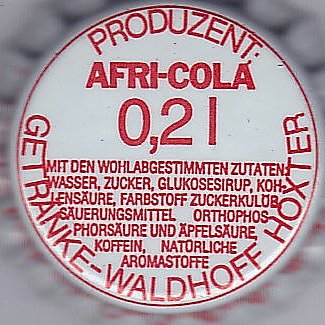 PRODUZENT:
AFRI-COLA
0,2 l
MIT DEN WOHLABGESTIMMTEN ZUTATEN:
WASSER, ZUCKER, GLUKOSESIRUP, KOH-
LENSÄURE, FARBSTOFF ZUCKERKULÖR,
SÄUERUNGSMITTEL ORTHOPHOS-
PHORSÄURE UND ÄPFELSÄURE,
KOFFEIN, NATÜRLICHE
AROMASTOFFE
GETRÄNKE-WALDHOFF HÖXTER